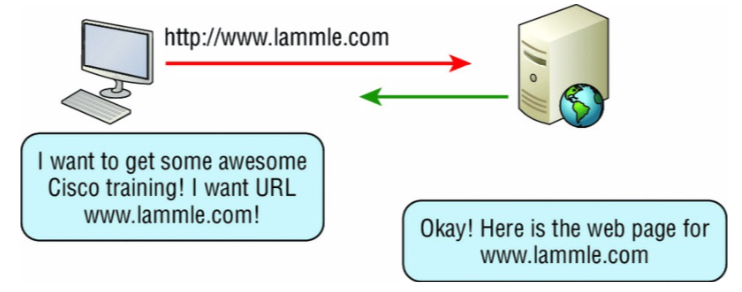 http://www.lammle.com
I want to get some awesome
Cisco training! I want URL
www.lammle.com!
Okay! Here is the web page for
www.lammle.com